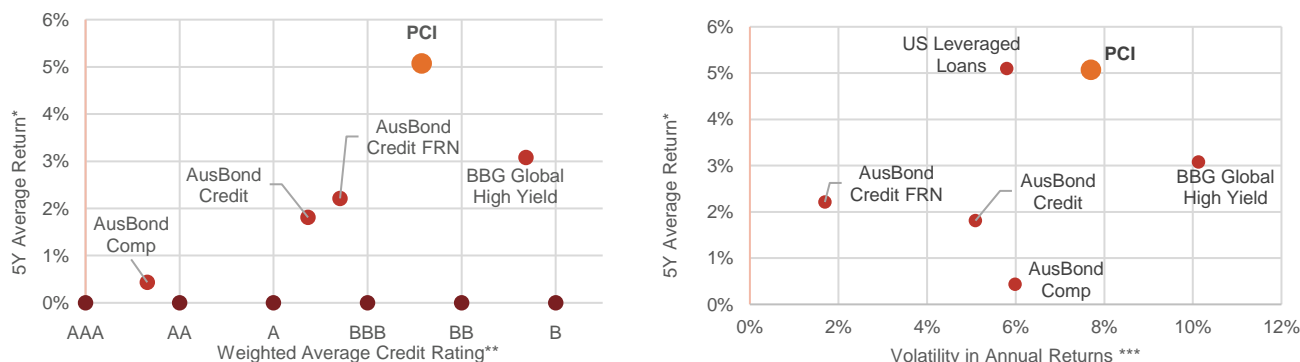 6%
5%
4%
3%
2%
1%
0%
5Y Average Return*
PCI
AusBond
Credit FRN
AusBond
Credit
BBG Global
High Yield
AusBond
Comp
AAA
AA
A
BBB
BB
B
Weighted Average Credit Rating**
6%
5%
4%
3%
2%
1%
0%
5Y Average Return*
US Leveraged
Loans
PCI
AusBond
Credit FRN
AusBond
Credit
BBG Global
High Yield
AusBond
Comp
0%
2%
4%
6%
8%
10%
12%
Volatility in Annual Returns ***